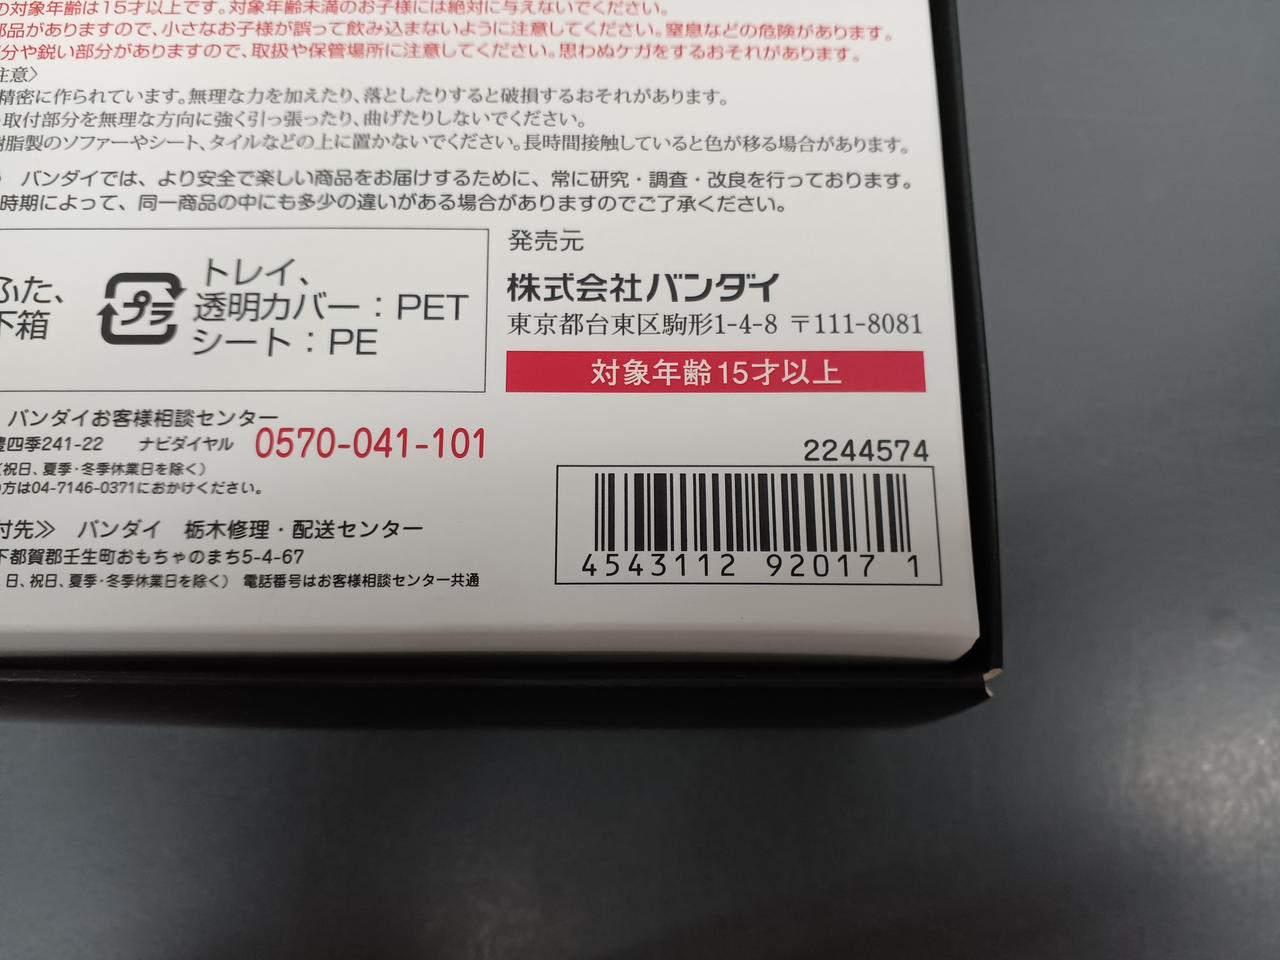 の対象年齢は15才以上です。対象年齢未満のお子様には絶対に与えないでください。
部品がありますので、小さなお子様が誤って飲み込まないように注意してください。窒息などの危険があります。
分や鋭い部分がありますので、取扱や保管場所に注意してください。思わぬケガをするおそれがあります。
注意〉
精密に作られています。無理な力を加えたり、落としたりすると破損するおそれがあります。
・取付部分を無理な方向に強く引っ張ったり、曲げたりしないでください。
樹脂製のソファーやシート、タイルなどの上に置かないでください。長時間接触していると色が移る場合があります。
バンダイでは、より安全で楽しい商品をお届けするために、常に研究・調査・改良を行っております。
時期によって、同一商品の中にも多少の違いがある場合がありますのでご了承ください。
ふた、
下箱
プラ
トレイ、
透明カバー：PET
シート：PE
発売元
株式会社バンダイ
東京都台東区駒形1-4-8 〒111-8081
対象年齢15才以上
バンダイお客様相談センター
豊四季241-22 ナビダイヤル 0570-041-101
（祝日、夏季・冬季休業日を除く）
の方は04-7146-0371におかけください。
付先≫ バンダイ 栃木修理・配送センター
下都賀郡壬生町おもちゃのまち5-4-67
日、祝日、夏季・冬季休業日を除く） 電話番号はお客様相談センター共通
2244574
4543112 92017 1